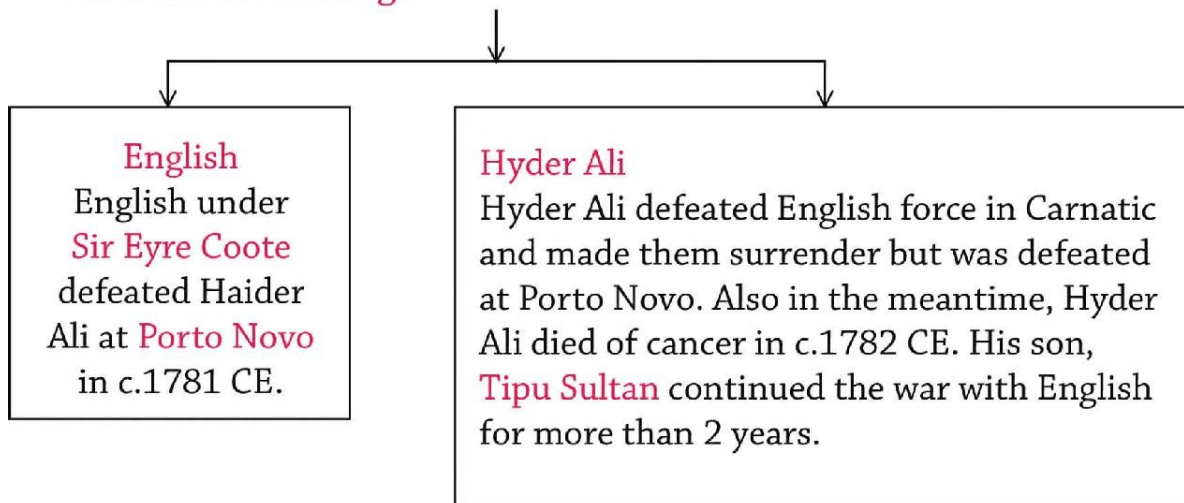 English
English under
Sir Eyre Coote
defeated Haider
Ali at Porto Novo
in c.1781 CE.
Hyder Ali
Hyder Ali defeated English force in Carnatic
and made them surrender but was defeated
at Porto Novo. Also in the meantime, Hyder
Ali died of cancer in c.1782 CE. His son,
Tipu Sultan continued the war with English
for more than 2 years.